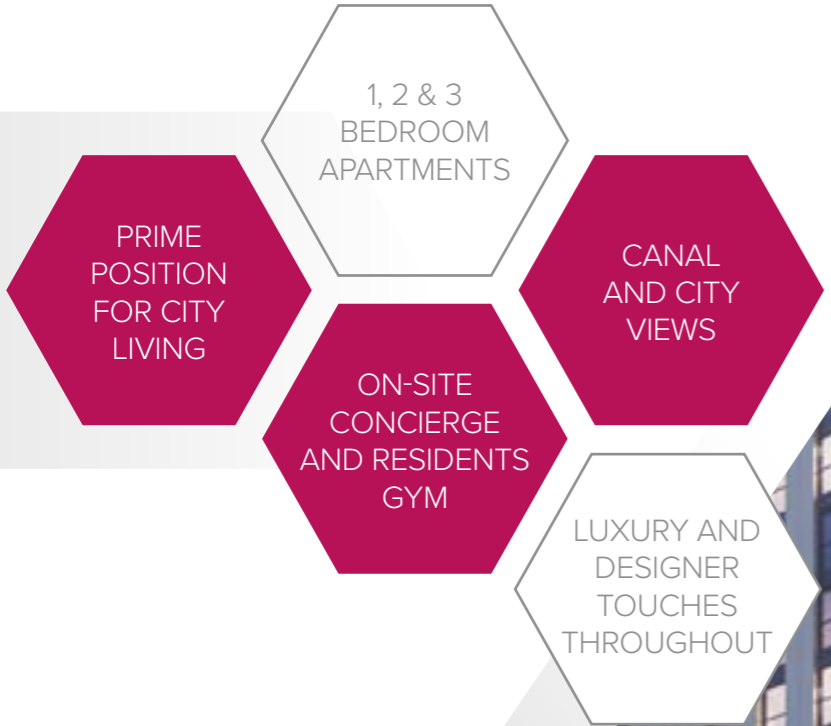 1, 2 & 3
BEDROOM
APARTMENTS
PRIME
POSITION
FOR CITY
LIVING
CANAL
AND CITY
VIEWS
ON-SITE
CONCIERGE
AND RESIDENTS
GYM
LUXURY AND
DESIGNER
TOUCHES
THROUGHOUT